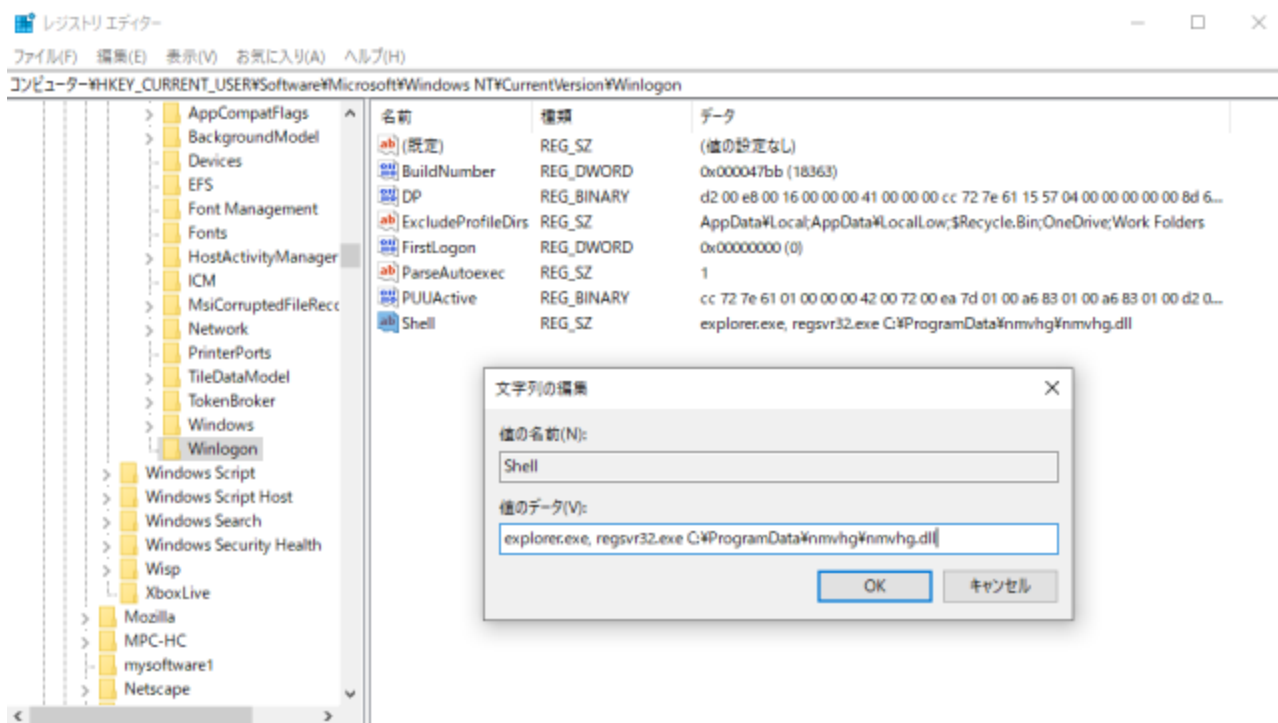 レジストリ エディター
ファイル(F) 編集(E) 表示(V) お気に入り(A) ヘルプ(H)
コンピューター¥HKEY_CURRENT_USER¥Software¥Microsoft¥Windows NT¥CurrentVersion¥Winlogon
AppCompatFlags
BackgroundModel
Devices
EFS
Font Management
Fonts
HostActivityManager
ICM
MsiCorruptedFileRecc
Network
PrinterPorts
TileDataModel
TokenBroker
Windows
Winlogon
Windows Script
Windows Script Host
Windows Search
Windows Security Health
Wisp
XboxLive
Mozilla
MPC-HC
mysoftware1
Netscape
名前 種類 データ
(既定) REG_SZ (値の設定なし)
BuildNumber REG_DWORD 0x000047bb (18363)
DP REG_BINARY d2 00 e8 00 16 00 00 00 41 00 00 00 cc 72 7e 61 15 57 04 00 00 00 00 00 8d 6...
ExcludeProfileDirs REG_SZ AppData¥Local;AppData¥LocalLow;$Recycle.Bin;OneDrive;Work Folders
FirstLogon REG_DWORD 0x00000000 (0)
ParseAutoexec REG_SZ 1
PUUActive REG_BINARY cc 72 7e 61 01 00 00 00 42 00 72 00 ea 7d 01 00 a6 83 01 00 a6 83 01 00 d2 0...
Shell REG_SZ explorer.exe, regsvr32.exe C:¥ProgramData¥nmvhg¥nmvhg.dll
文字列の編集
値の名前(N):
Shell
値のデータ(V):
explorer.exe, regsvr32.exe C:¥ProgramData¥nmvhg¥nmvhg.dll
OK キャンセル